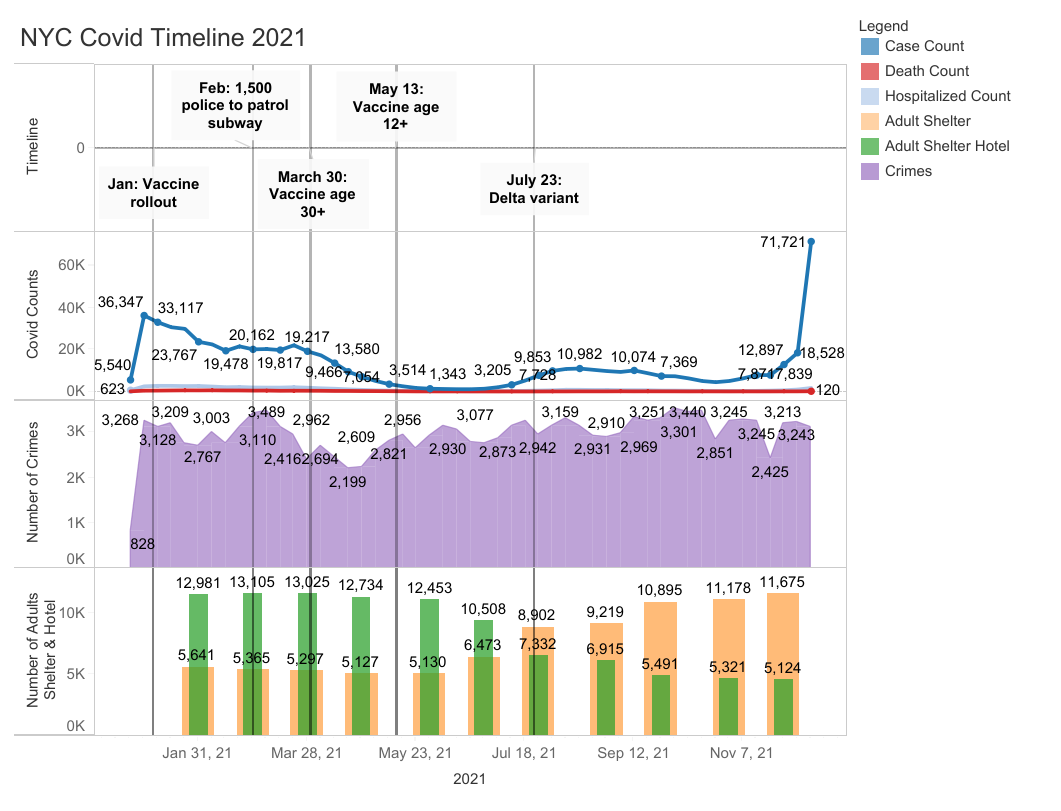 NYC Covid Timeline 2021
Legend
Case Count
Death Count
Hospitalized Count
Adult Shelter
Adult Shelter Hotel
Crimes
Timeline
0
Feb: 1,500
police to patrol
subway
May 13:
Vaccine age
12+
Jan: Vaccine
rollout
March 30:
Vaccine age
30+
July 23:
Delta variant
Covid Counts
60K
40K
20K
0K
71,721
36,347
33,117
20,162
19,217
13,580
9,853
10,982
10,074
7,369
12,897
18,528
5,540
23,767
19,478
19,817
9,466
7,054
3,514
1,343
3,205
7,728
7,871
7,839
623
120
Number of Crimes
3K
2K
1K
0K
3,268
3,209
3,003
3,489
2,962
2,956
3,077
3,159
2,910
3,251
3,440
3,245
3,213
3,128
2,767
3,110
2,416
2,694
2,609
2,199
2,821
2,930
2,873
2,942
2,931
2,969
3,301
2,851
3,245
2,425
3,243
828
Number of Adults
Shelter & Hotel
10K
5K
0K
12,981
13,105
13,025
12,734
12,453
10,508
8,902
9,219
10,895
11,178
11,675
5,641
5,365
5,297
5,127
5,130
6,473
7,332
6,915
5,491
5,321
5,124
Jan 31, 21
Mar 28, 21
May 23, 21
Jul 18, 21
Sep 12, 21
Nov 7, 21
2021